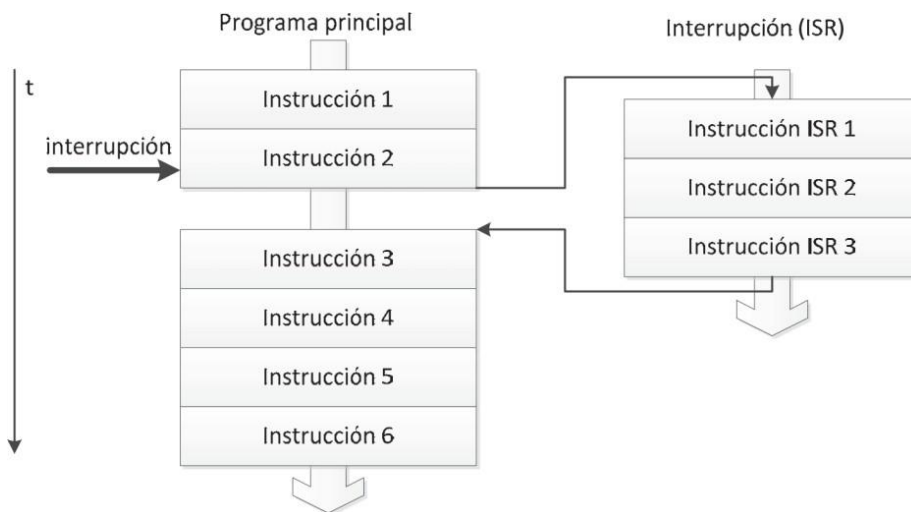 Programa principal
Interrupción (ISR)
t
Instrucción 1
interrupción
Instrucción 2
Instrucción ISR 1
Instrucción ISR 2
Instrucción ISR 3
Instrucción 3
Instrucción 4
Instrucción 5
Instrucción 6